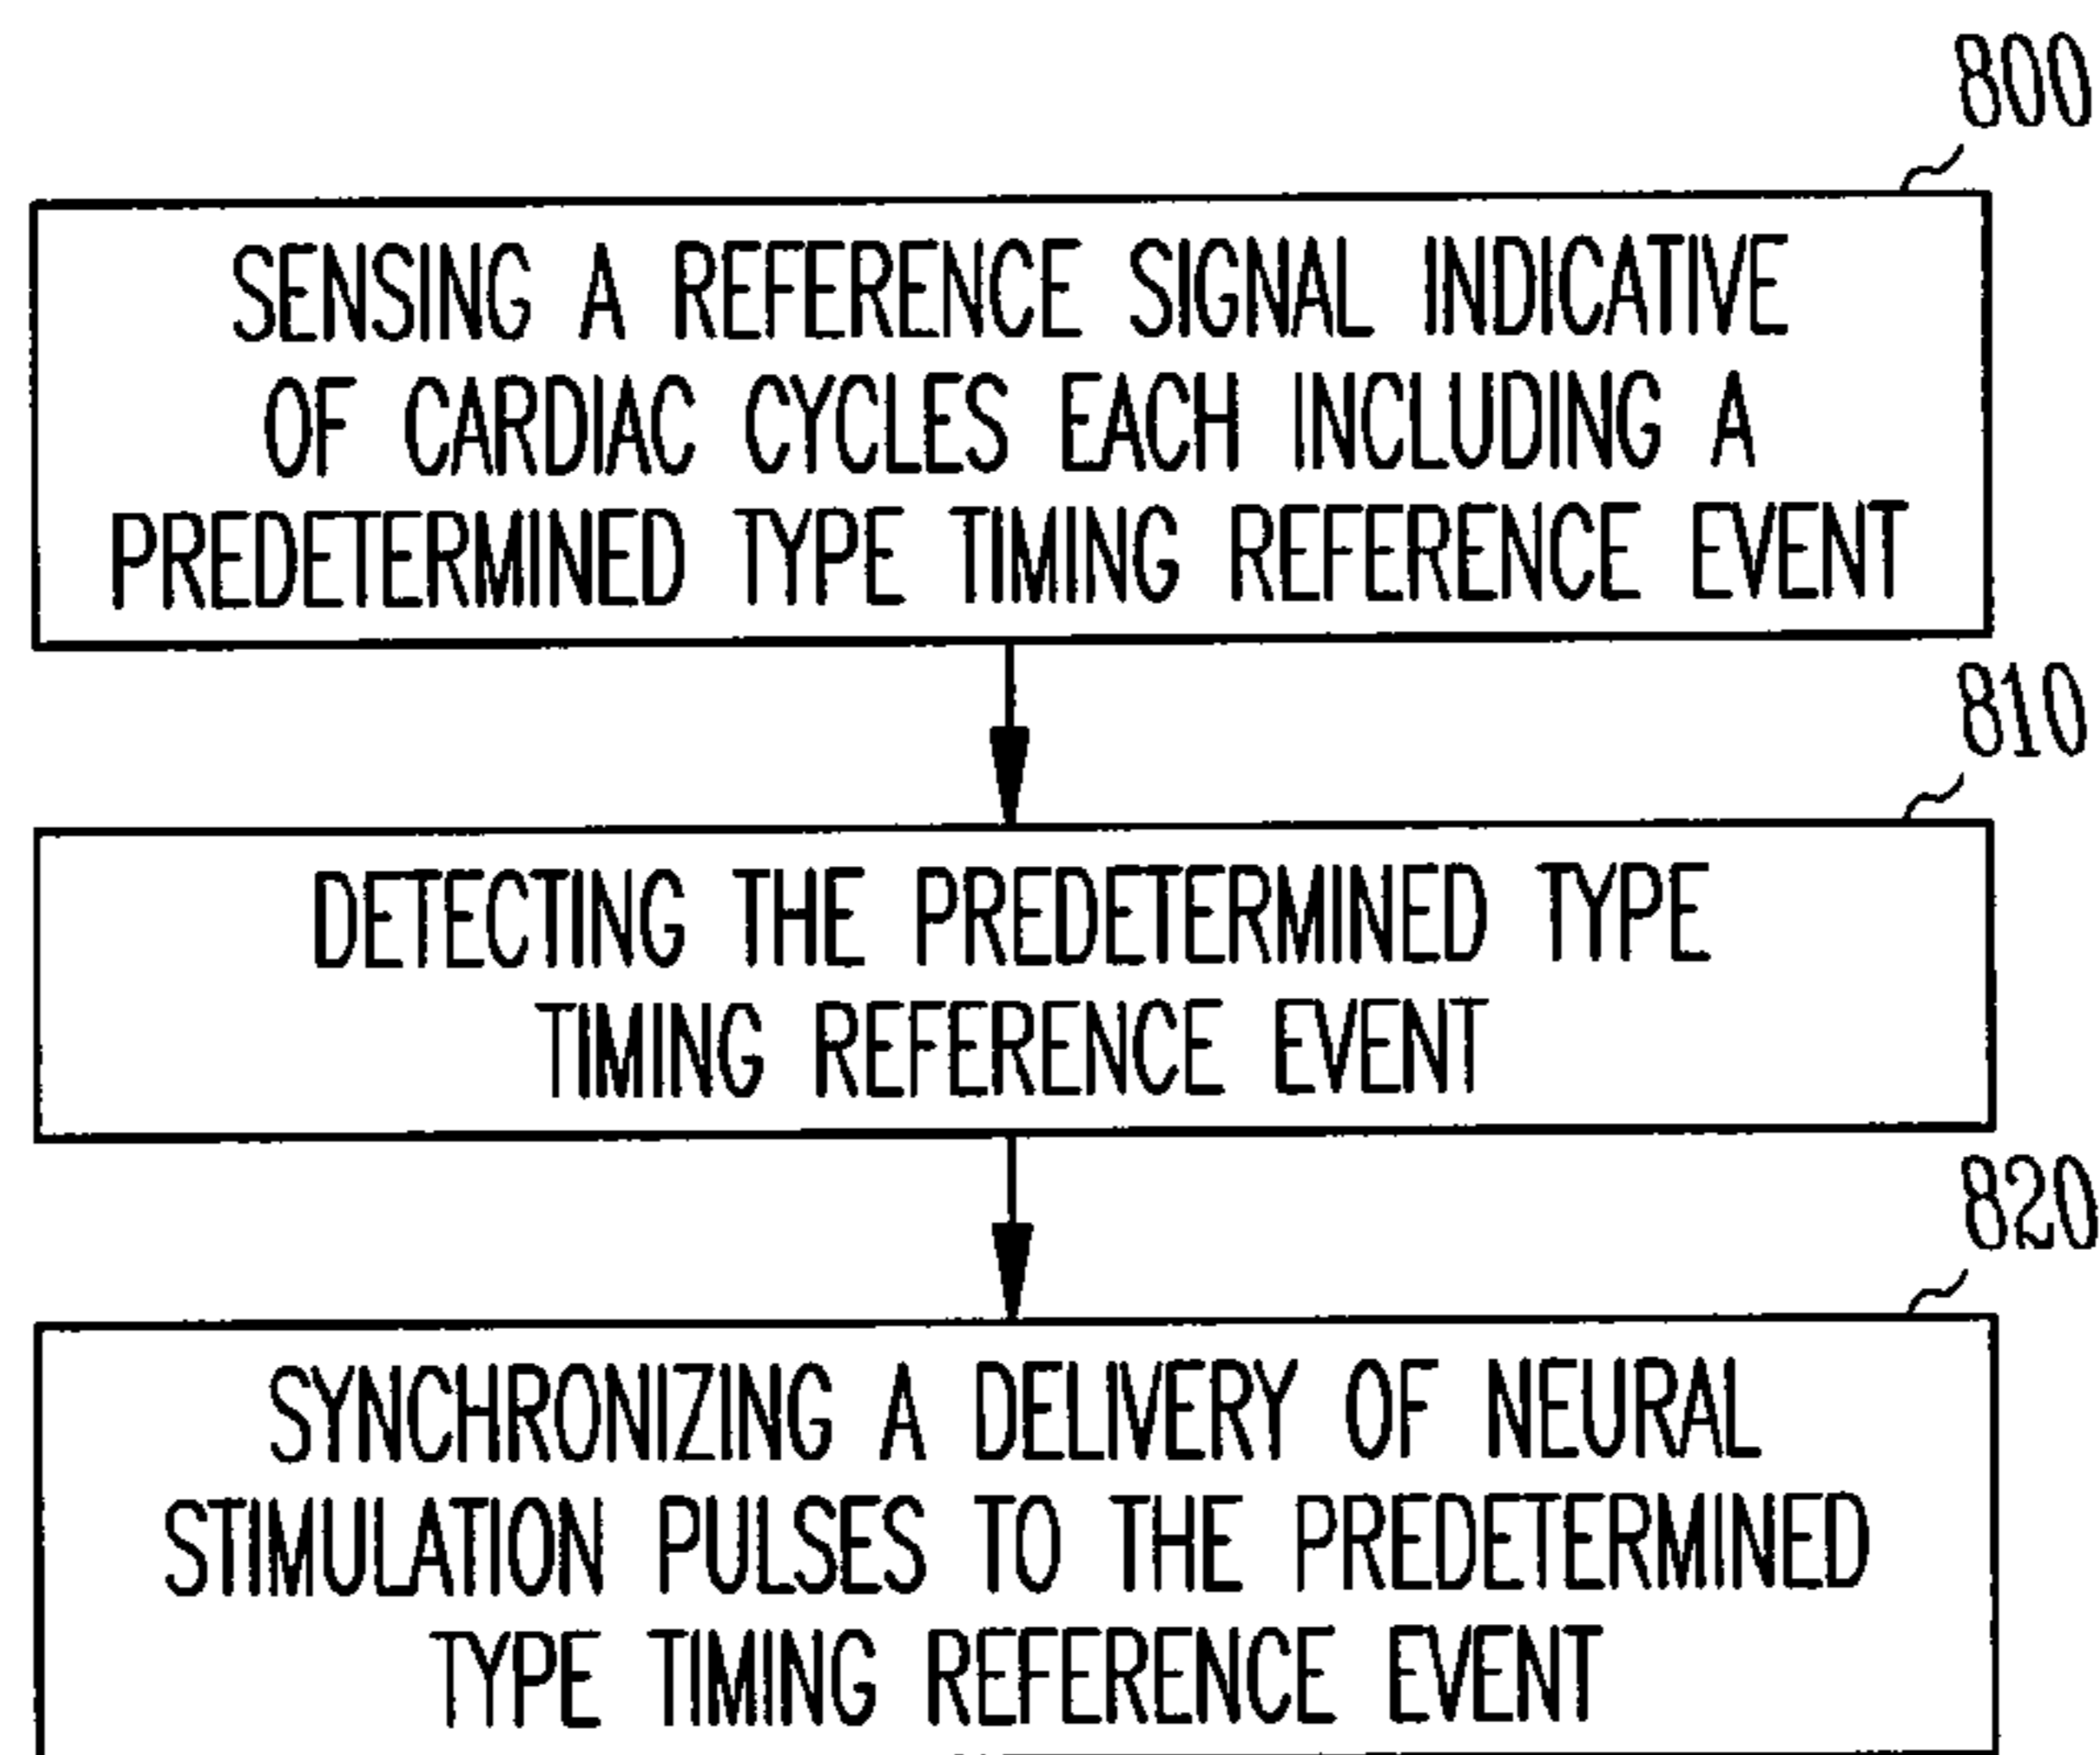 800
SENSING A REFERENCE SIGNAL INDICATIVE
OF CARDIAC CYCLES EACH INCLUDING A
PREDETERMINED TYPE TIMING REFERENCE EVENT
810
DETECTING THE PREDETERMINED TYPE
TIMING REFERENCE EVENT
820
SYNCHRONIZING A DELIVERY OF NEURAL
STIMULATION PULSES TO THE PREDETERMINED
TYPE TIMING REFERENCE EVENT